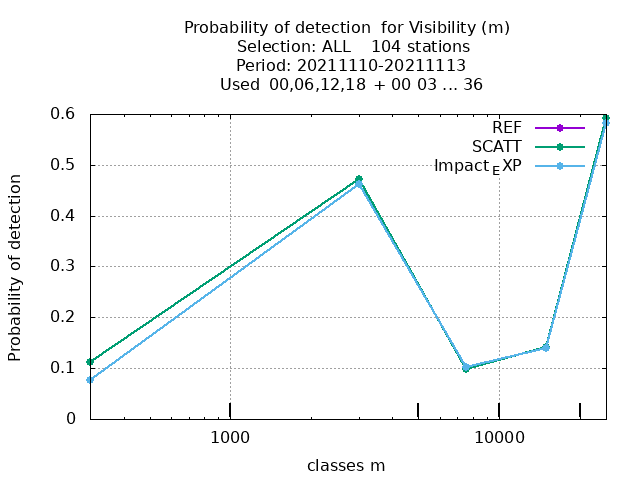 Probability of detection  for Visibility (m)
Selection: ALL    104 stations
Period: 20211110-20211113
Used  00,06,12,18  + 00 03 ... 36
Probability of detection
0.6
0.5
0.4
0.3
0.2
0.1
0
REF
SCATT
Impact_EXP
1000
10000
classes m